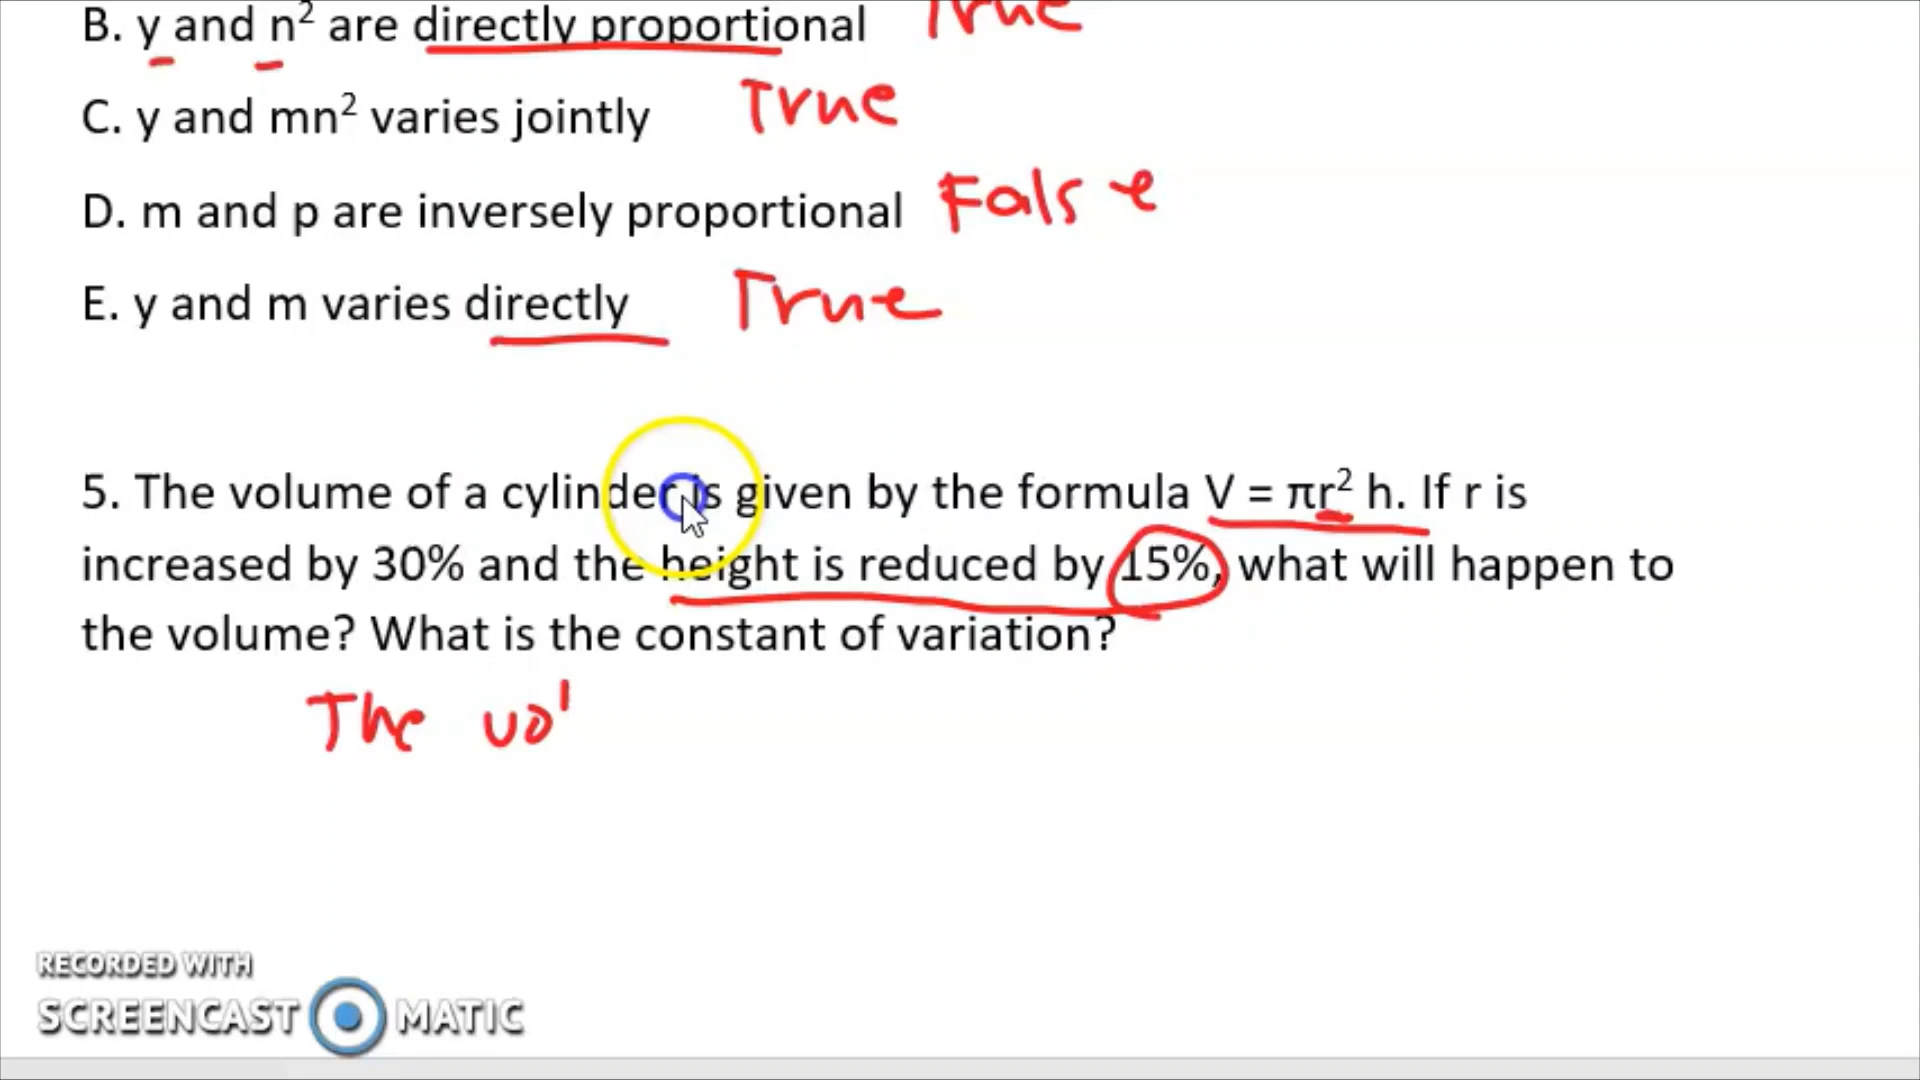 B. y and n² are directly proportional True
C. y and mn² varies jointly True
D. m and p are inversely proportional False
E. y and m varies directly True
5. The volume of a cylinder is given by the formula V = πr² h. If r is
increased by 30% and the height is reduced by 15%, what will happen to
the volume? What is the constant of variation?
The vol
RECORDED WITH
SCREENCAST MATIC